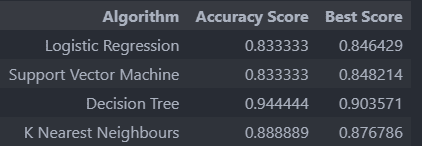 Algorithm Accuracy Score Best Score
Logistic Regression 0.833333 0.846429
Support Vector Machine 0.833333 0.848214
Decision Tree 0.944444 0.903571
K Nearest Neighbours 0.888889 0.876786